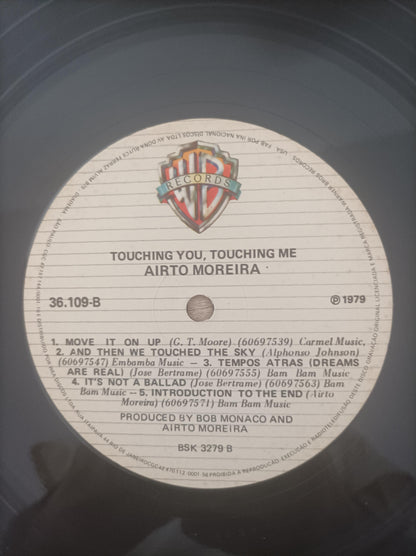 WB
RECORDS
TOUCHING YOU, TOUCHING ME
AIRTO MOREIRA
36.109-B
℗ 1979
1. MOVE IT ON UP (G. T. Moore) (60697539) Carmel Music,
2. AND THEN WE TOUCHED THE SKY (Alphonso Johnson)
(60697547) Embamba Music — 3. TEMPOS ATRAS (DREAMS
ARE REAL) (Jose Bertrame) (60697555) Bam Bam Music
4. IT'S NOT A BALLAD (Jose Bertrame) (60697563) Bam
Bam Music — 5. INTRODUCTION TO THE END (Airto
Moreira) (60697571) Bam Bam Music
PRODUCED BY BOB MONACO AND
AIRTO MOREIRA
BSK 3279 B